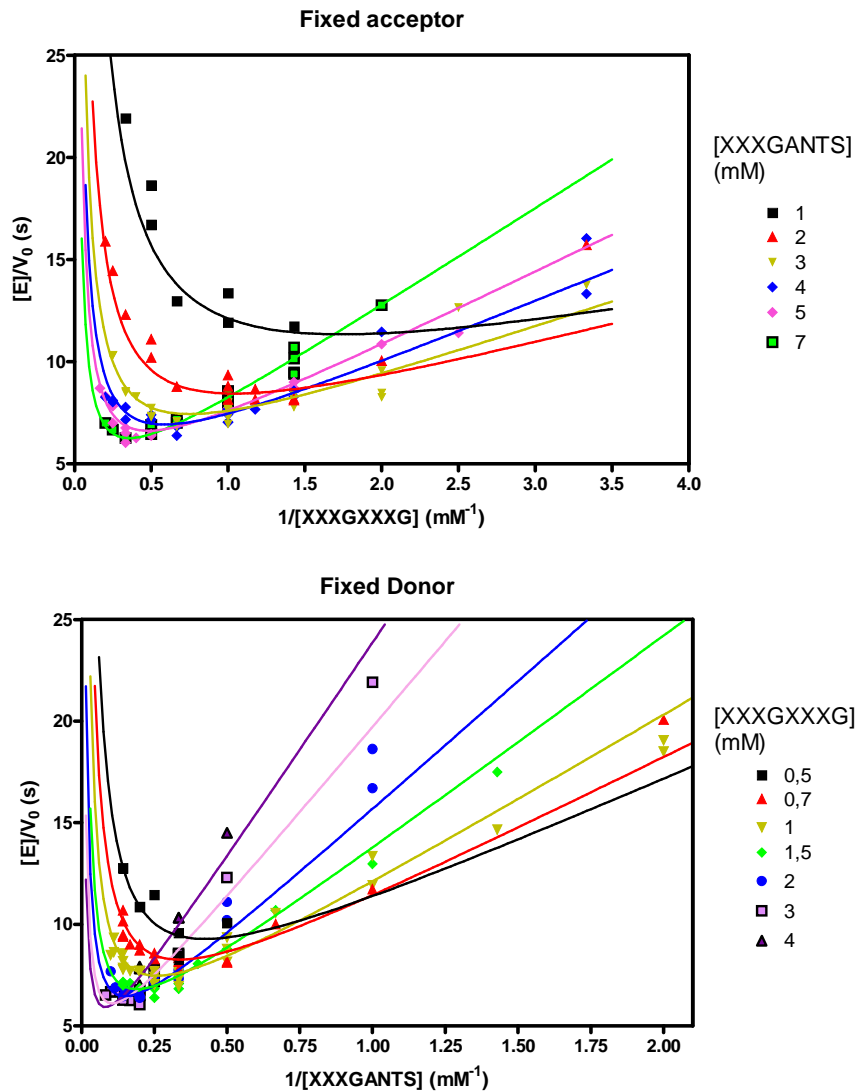 Fixed acceptor
25
20
15
10
5
[E]/V0 (s)
0.0 0.5 1.0 1.5 2.0 2.5 3.0 3.5 4.0
1/[XXXGXXXG] (mM-1)
[XXXGANTS]
(mM)
1
2
3
4
5
7
Fixed Donor
25
20
15
10
5
[E]/V0 (s)
0.00 0.25 0.50 0.75 1.00 1.25 1.50 1.75 2.00
1/[XXXGANTS] (mM-1)
[XXXGXXXG]
(mM)
0,5
0,7
1
1,5
2
3
4